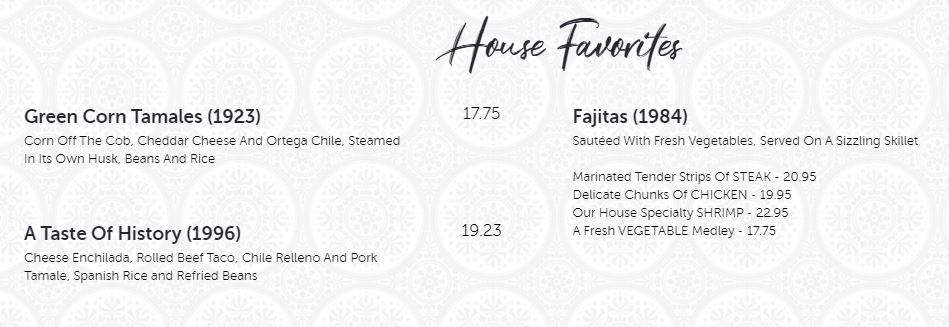 House Favorites
Green Corn Tamales (1923)
17.75
Corn Off The Cob, Cheddar Cheese And Ortega Chile, Steamed
In Its Own Husk, Beans And Rice
A Taste Of History (1996)
19.23
Cheese Enchilada, Rolled Beef Taco, Chile Relleno And Pork
Tamale, Spanish Rice and Refried Beans
Fajitas (1984)
Sautéed With Fresh Vegetables, Served On A Sizzling Skillet
Marinated Tender Strips Of STEAK - 20.95
Delicate Chunks Of CHICKEN - 19.95
Our House Specialty SHRIMP - 22.95
A Fresh VEGETABLE Medley - 17.75